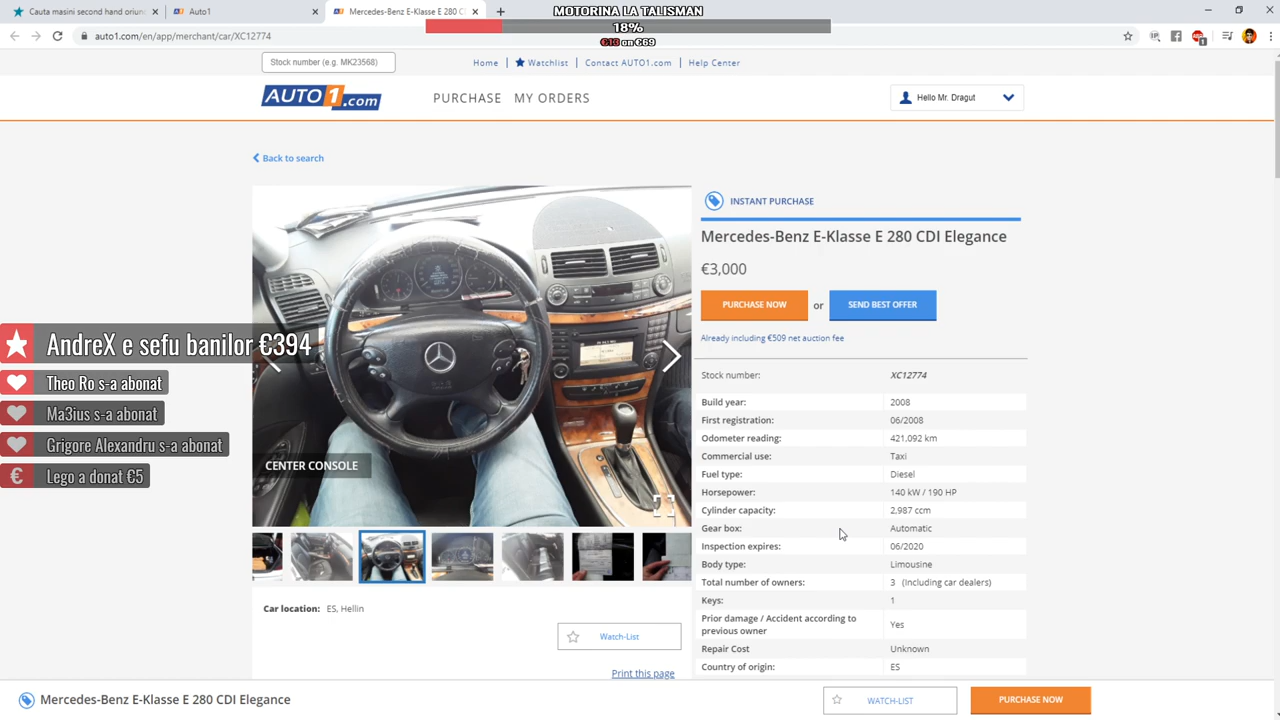 Cauta masini second hand oriun
Auto1
Mercedes-Benz E-Klasse E 280 CD
MOTORINA LA TALISMAN
18%
€13 on €69
auto1.com/en/app/merchant/car/XC12774
Stock number (e.g. MK23568)
Home | Watchlist | Contact AUTO1.com | Help Center
AUTO1.com
PURCHASE MY ORDERS
Hello Mr. Dragut
Back to search
INSTANT PURCHASE
Mercedes-Benz E-Klasse E 280 CDI Elegance
€3,000
PURCHASE NOW or SEND BEST OFFER
Already including €509 net auction fee
AndreX e sefu banilor €394
Theo Ro s-a abonat
Ma3ius s-a abonat
Grigore Alexandru s-a abonat
Lego a donat €5
CENTER CONSOLE
Stock number: XC12774
Build year: 2008
First registration: 06/2008
Odometer reading: 421,092 km
Commercial use: Taxi
Fuel type: Diesel
Horsepower: 140 kW / 190 HP
Cylinder capacity: 2,987 ccm
Gear box: Automatic
Inspection expires: 06/2020
Body type: Limousine
Total number of owners: 3 (Including car dealers)
Keys: 1
Prior damage / Accident according to
previous owner Yes
Repair Cost Unknown
Country of origin: ES
Car location: ES, Hellin
Watch-List
Print this page
Mercedes-Benz E-Klasse E 280 CDI Elegance
WATCH-LIST
PURCHASE NOW